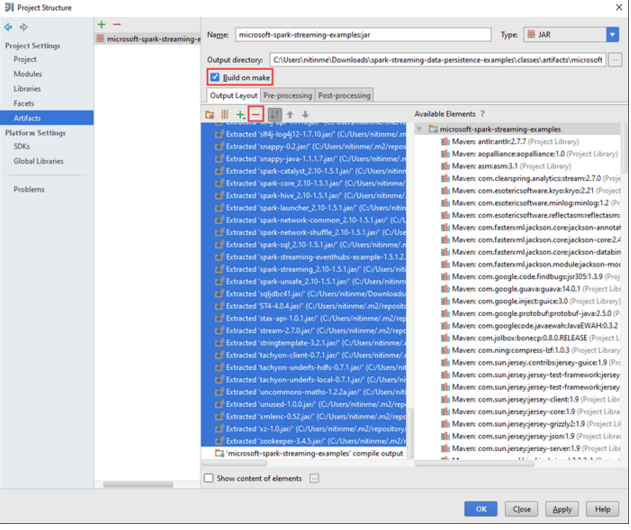 Project Structure
Project Settings
Project
Modules
Libraries
Facets
Artifacts
Platform Settings
SDKs
Global Libraries
Problems
microsoft-spark-streaming-e
Name: microsoft-spark-streaming-examples:jar
Type: JAR
Output directory: C:\Users\nitinme\Downloads\spark-streaming-data-persistence-examples\classes\artifacts\microsoft
Build on make
Output Layout Pre-processing Post-processing
Extracted 'slf4j-log4j12-1.7.10.jar/' (C:/Users/nitinme/.m
Extracted 'snappy-0.2.jar/' (C:/Users/nitinme/.m2/repos
Extracted 'snappy-java-1.1.1.7.jar/' (C:/Users/nitinme/.m
Extracted 'spark-catalyst_2.10-1.5.1.jar/' (C:/Users/nitin
Extracted 'spark-core_2.10-1.5.1.jar/' (C:/Users/nitinme/
Extracted 'spark-hive_2.10-1.5.1.jar/' (C:/Users/nitinme/
Extracted 'spark-launcher_2.10-1.5.1.jar/' (C:/Users/nitin
Extracted 'spark-network-common_2.10-1.5.1.jar/' (C:/U
Extracted 'spark-network-shuffle_2.10-1.5.1.jar/' (C:/Us
Extracted 'spark-sql_2.10-1.5.1.jar/' (C:/Users/nitinme/.
Extracted 'spark-streaming-eventhubs-example-1.5.1.2.
Extracted 'spark-streaming_2.10-1.5.1.jar/' (C:/Users/ni
Extracted 'spark-unsafe_2.10-1.5.1.jar/' (C:/Users/nitinm
Extracted 'sqljdbc41.jar/' (C:/Users/nitinme/Downloads/
Extracted 'ST4-4.0.4.jar/' (C:/Users/nitinme/.m2/reposit
Extracted 'stax-api-1.0.1.jar/' (C:/Users/nitinme/.m2/re
Extracted 'stream-2.7.0.jar/' (C:/Users/nitinme/.m2/repo
Extracted 'stringtemplate-3.2.1.jar/' (C:/Users/nitinme/.
Extracted 'tachyon-client-0.7.1.jar/' (C:/Users/nitinme/.
Extracted 'tachyon-underfs-hdfs-0.7.1.jar/' (C:/Users/ni
Extracted 'tachyon-underfs-local-0.7.1.jar/' (C:/Users/ni
Extracted 'uncommons-maths-1.2.2a.jar/' (C:/Users/niti
Extracted 'unused-1.0.0.jar/' (C:/Users/nitinme/.m2/rep
Extracted 'xmlenc-0.52.jar/' (C:/Users/nitinme/.m2/rep
Extracted 'xz-1.0.jar/' (C:/Users/nitinme/.m2/repository
Extracted 'zookeeper-3.4.5.jar/' (C:/Users/nitinme/.m2/
'microsoft-spark-streaming-examples' compile output
Show content of elements
Available Elements ?
microsoft-spark-streaming-examples
Maven: antlr:antlr:2.7.7 (Project Library)
Maven: aopalliance:aopalliance:1.0 (Project Library)
Maven: asm:asm:3.1 (Project Library)
Maven: com.clearspring.analytics:stream:2.7.0 (Project
Maven: com.esotericsoftware.kryo:kryo:2.21 (Project
Maven: com.esotericsoftware.minlog:minlog:1.2 (Proj
Maven: com.esotericsoftware.reflectasm:reflectasm:
Maven: com.fasterxml.jackson.core:jackson-annotat
Maven: com.fasterxml.jackson.core:jackson-core:2.4
Maven: com.fasterxml.jackson.core:jackson-databin
Maven: com.fasterxml.jackson.module:jackson-mod
Maven: com.google.code.findbugs:jsr305:1.3.9 (Proje
Maven: com.google.guava:guava:14.0.1 (Project Libr
Maven: com.google.inject:guice:3.0 (Project Library)
Maven: com.google.protobuf:protobuf-java:2.5.0 (Pro
Maven: com.googlecode.javaewah:JavaEWAH:0.3.2
Maven: com.jolbox:bonecp:0.8.0.RELEASE (Project Li
Maven: com.ning:compress-lzf:1.0.3 (Project Library)
Maven: com.sun.jersey.contribs:jersey-guice:1.9 (Proj
Maven: com.sun.jersey.jersey-test-framework:jersey
Maven: com.sun.jersey.jersey-test-framework:jersey
Maven: com.sun.jersey:jersey-client:1.9 (Project Librar
Maven: com.sun.jersey:jersey-core:1.9 (Project Library
Maven: com.sun.jersey:jersey-grizzly2:1.9 (Project Lib
Maven: com.sun.jersey:jersey-json:1.9 (Project Library)
Maven: com.sun.jersey:jersey-server:1.9 (Project Libra
OK Close Apply Help